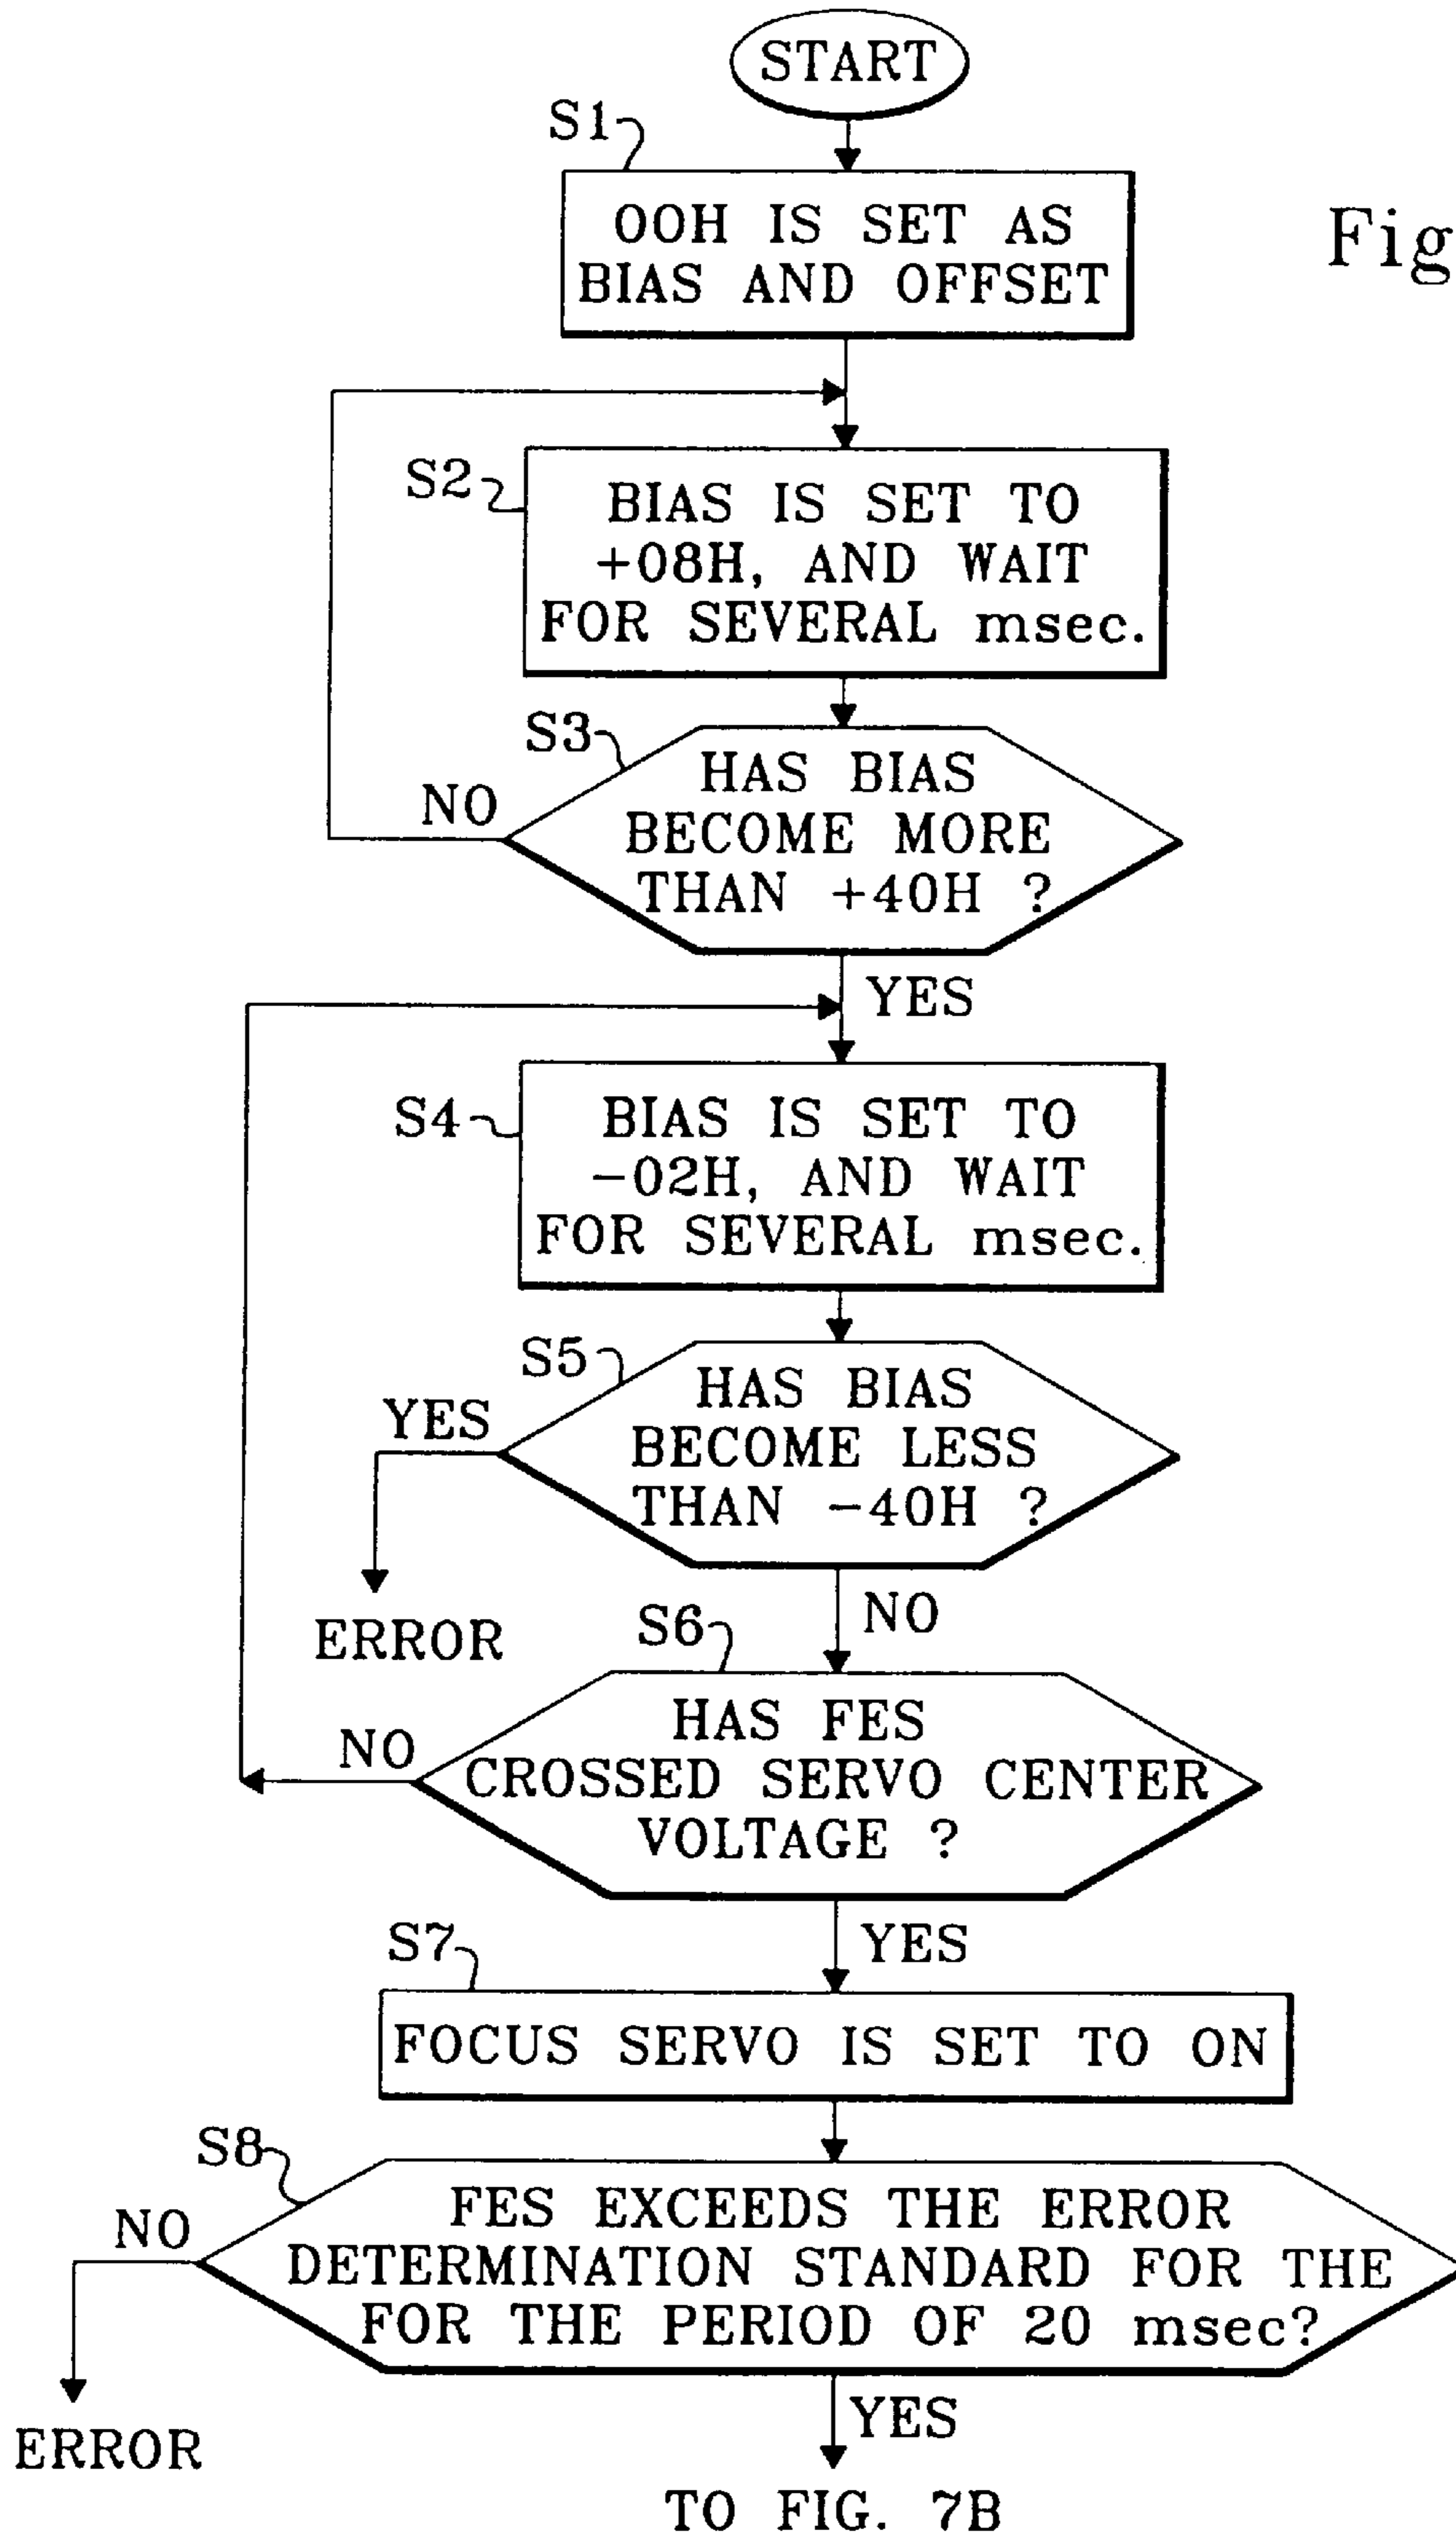 START
S1
OOH IS SET AS
BIAS AND OFFSET
Fig
S2
BIAS IS SET TO
+08H, AND WAIT
FOR SEVERAL msec.
S3
HAS BIAS
BECOME MORE
THAN +40H ?
NO
YES
S4
BIAS IS SET TO
−02H, AND WAIT
FOR SEVERAL msec.
S5
HAS BIAS
BECOME LESS
THAN −40H ?
YES
ERROR
NO
S6
HAS FES
CROSSED SERVO CENTER
VOLTAGE ?
NO
YES
S7
FOCUS SERVO IS SET TO ON
S8
FES EXCEEDS THE ERROR
DETERMINATION STANDARD FOR THE
FOR THE PERIOD OF 20 msec?
NO
ERROR
YES
TO FIG. 7B